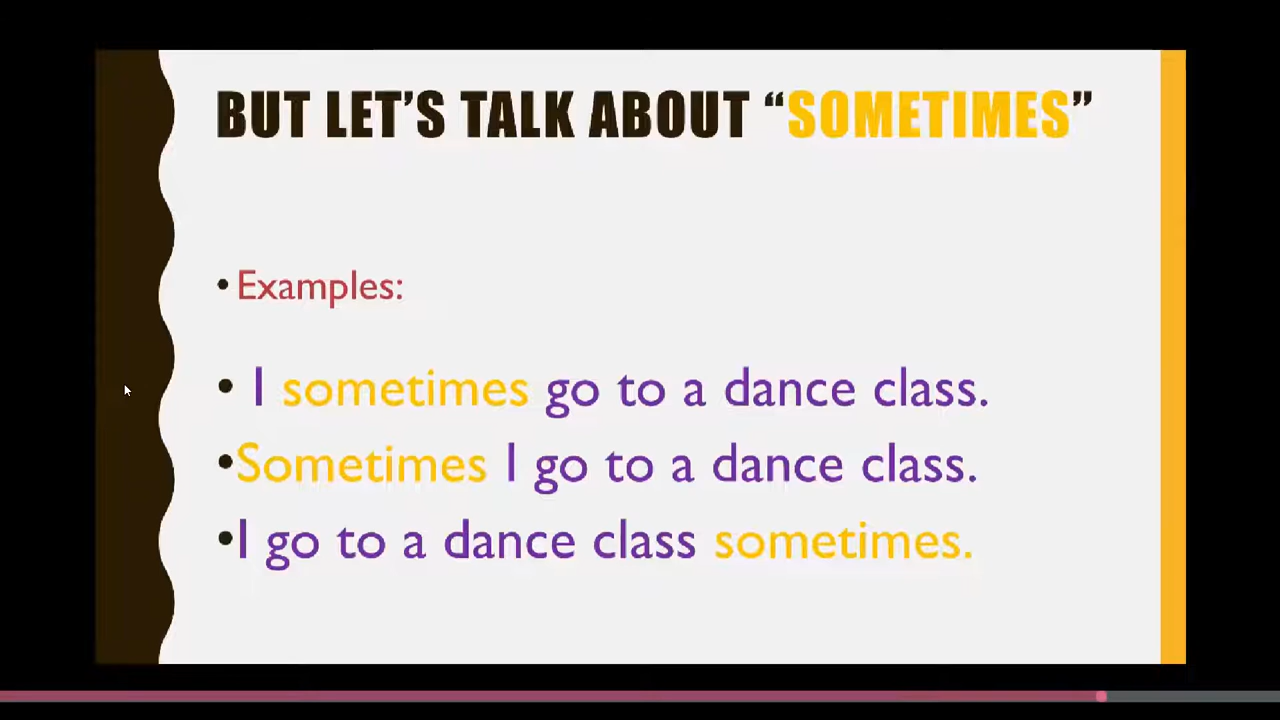 BUT LET’S TALK ABOUT “SOMETIMES”
• Examples:
• I sometimes go to a dance class.
•Sometimes I go to a dance class.
•I go to a dance class sometimes.